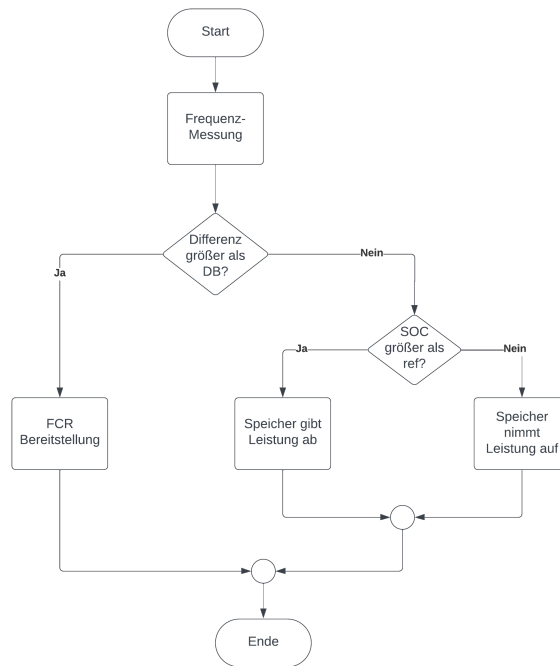 Start
Frequenz-
Messung
Differenz
größer als
DB?
Ja
Nein
SOC
größer als
ref?
Ja
Nein
FCR
Bereitstellung
Speicher gibt
Leistung ab
Speicher
nimmt
Leistung auf
Ende